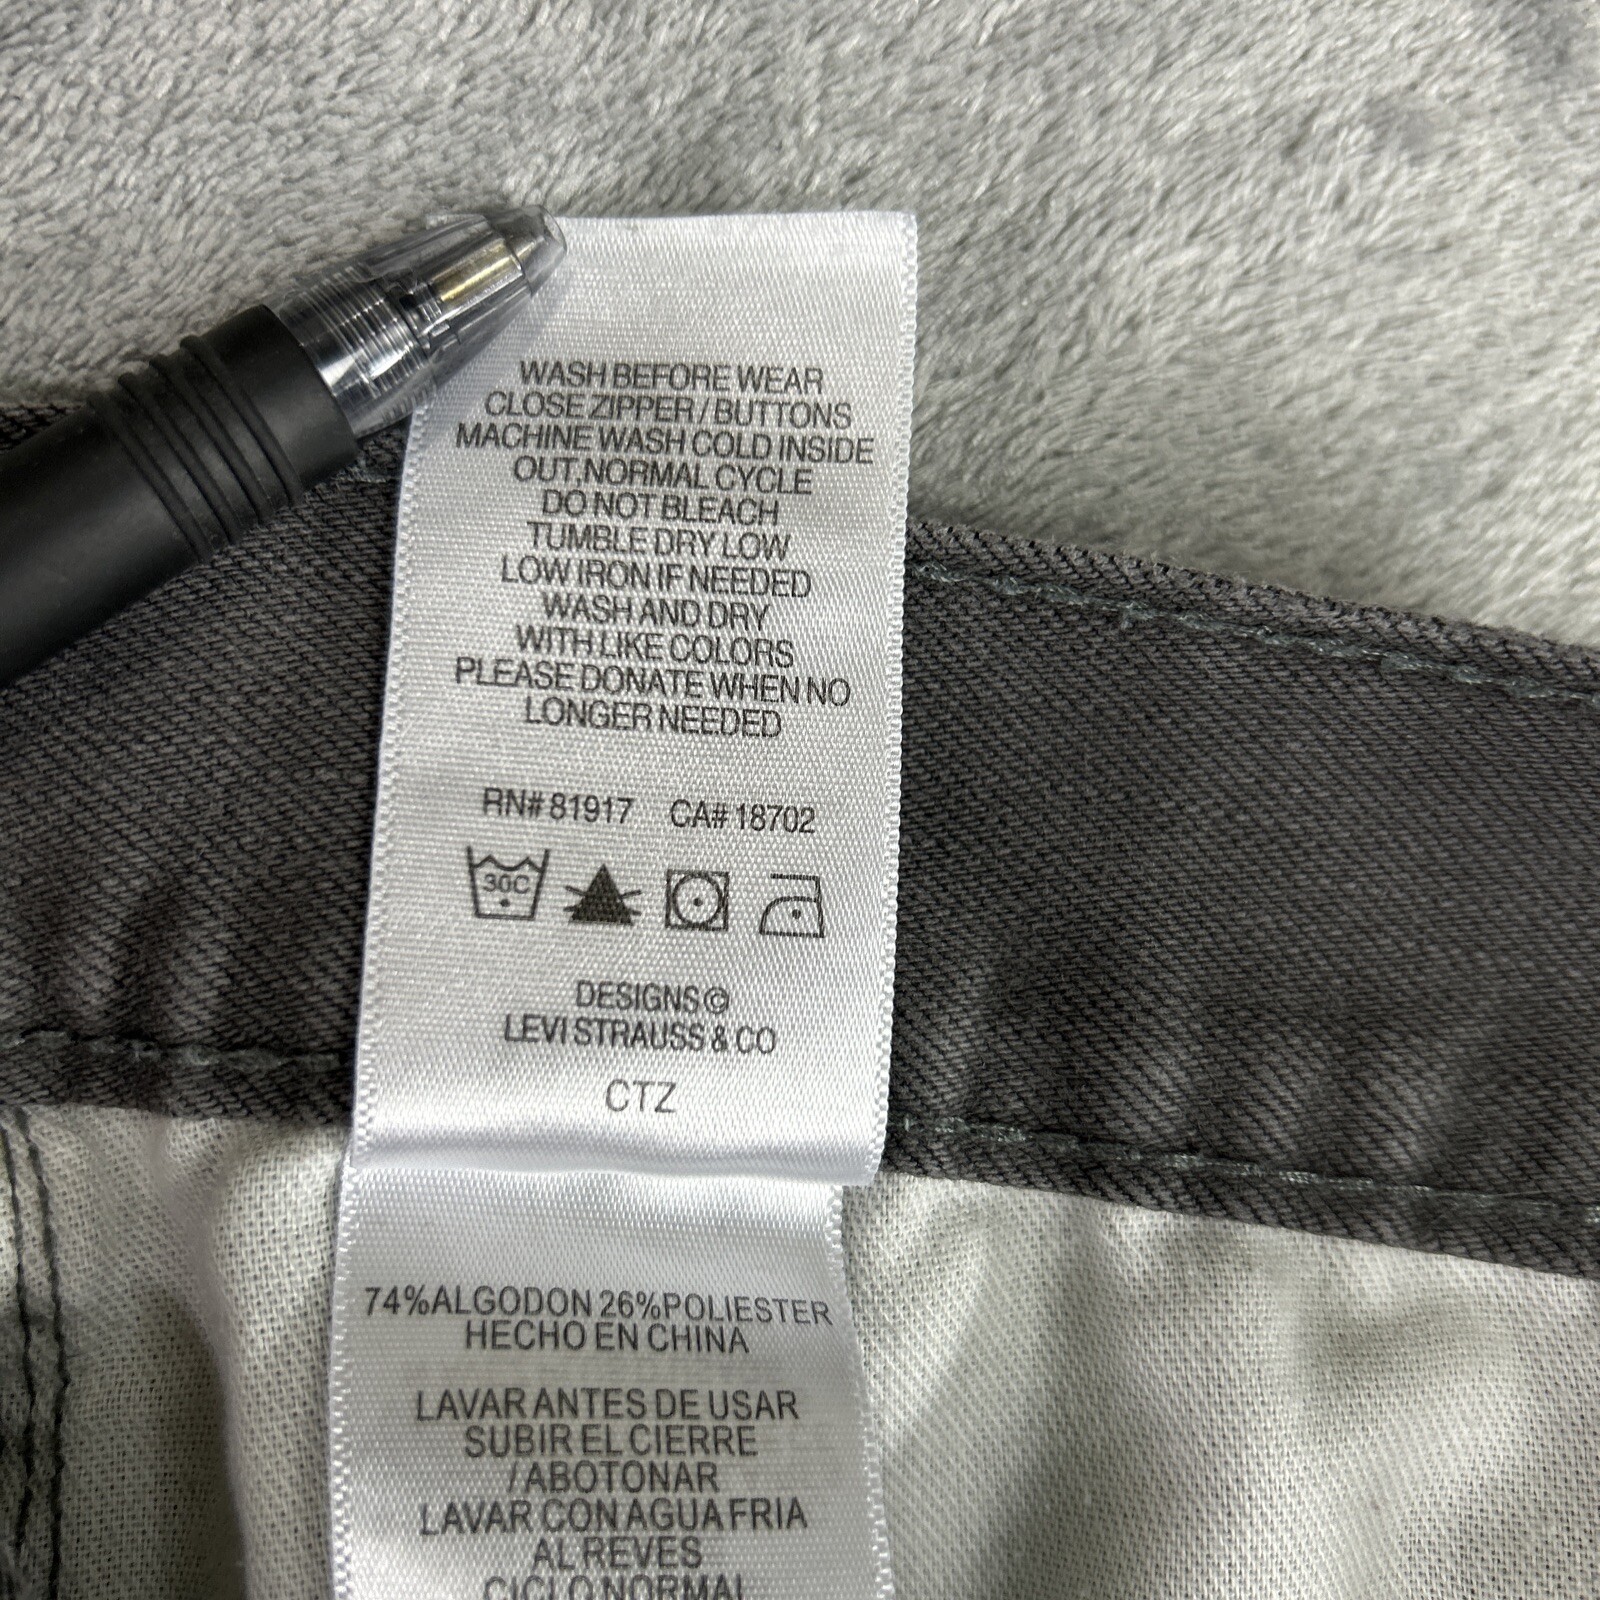 WASH BEFORE WEAR
CLOSE ZIPPER / BUTTONS
MACHINE WASH COLD INSIDE
OUT,NORMAL CYCLE
DO NOT BLEACH
TUMBLE DRY LOW
LOW IRON IF NEEDED
WASH AND DRY
WITH LIKE COLORS
PLEASE DONATE WHEN NO
LONGER NEEDED
RN# 81917 CA# 18702
30C
DESIGNS©
LEVI STRAUSS & CO
CTZ
74%ALGODON 26%POLIESTER
HECHO EN CHINA
LAVAR ANTES DE USAR
SUBIR EL CIERRE
/ABOTONAR
LAVAR CON AGUA FRIA
AL REVES
CICLO NORMAL